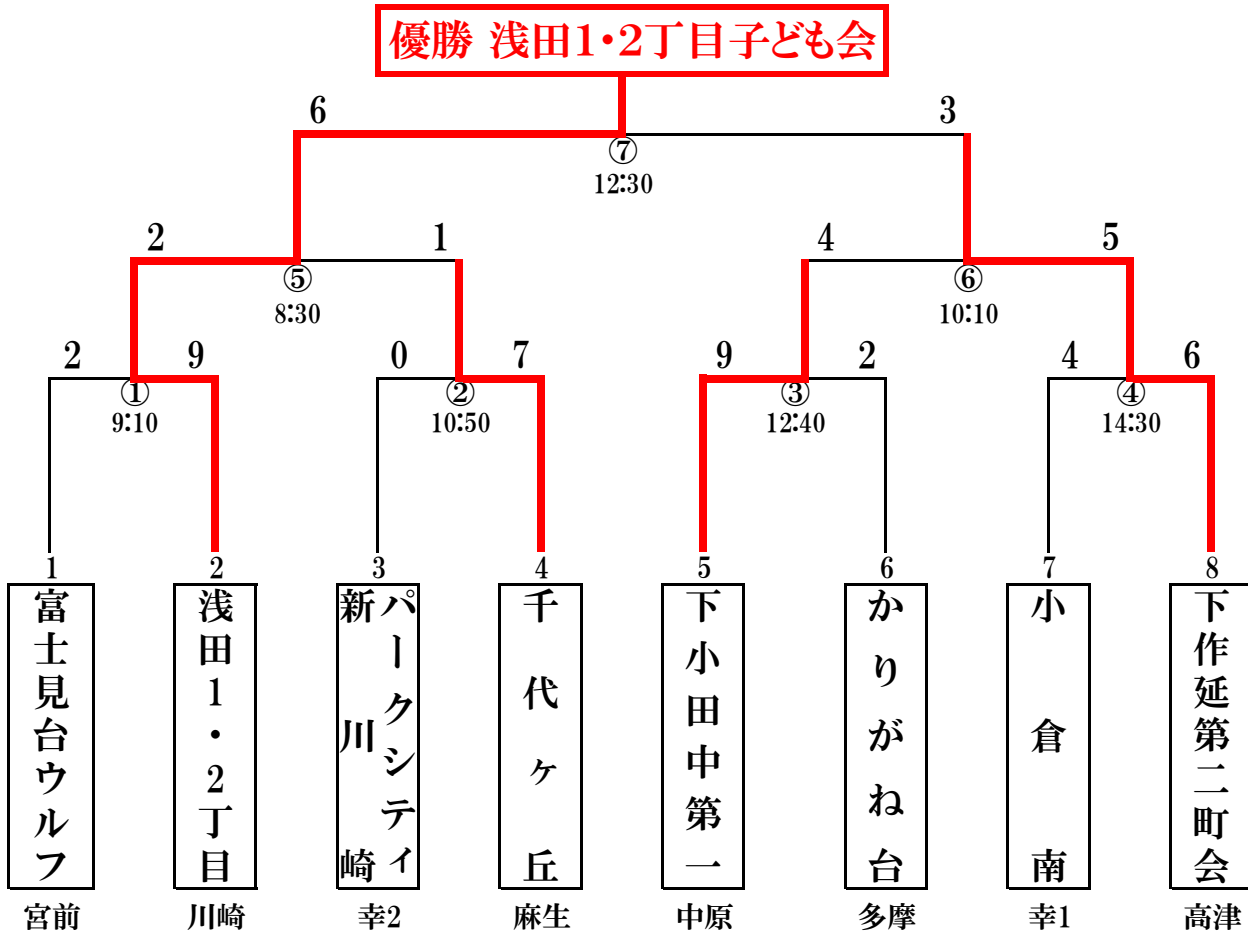 優勝 浅田1・2丁目子ども会
6 3
⑦
12:30
2 1 4 5
⑤ ⑥
8:30 10:10
2 9 0 7 9 2 4 6
① ② ③ ④
9:10 10:50 12:40 14:30
1 2 3 4 5 6 7 8
富士見台ウルフ
浅田1・2丁目
パークシティ
新川崎
千代ヶ丘
下小田中第一
かりがね台
小倉南
下作延第二町会
宮前 川崎 幸2 麻生 中原 多摩 幸1 高津